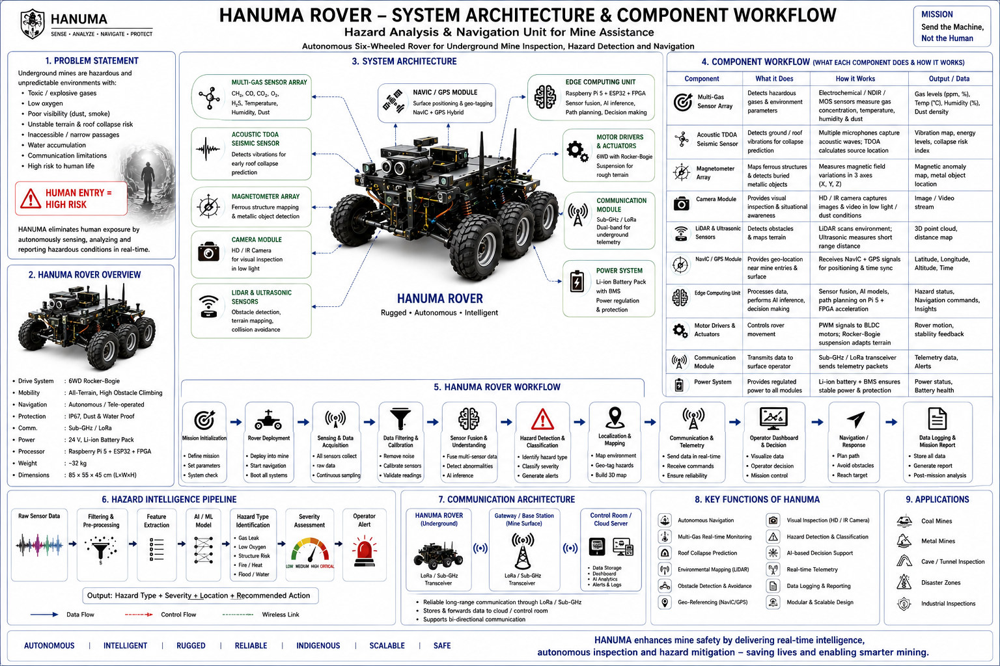 HANUMA
SENSE • ANALYZE • NAVIGATE • PROTECT
HANUMA ROVER – SYSTEM ARCHITECTURE & COMPONENT WORKFLOW
Hazard Analysis & Navigation Unit for Mine Assistance
Autonomous Six-Wheeled Rover for Underground Mine Inspection, Hazard Detection and Navigation
MISSION
Send the Machine,
Not the Human
1. PROBLEM STATEMENT
Underground mines are hazardous and
unpredictable environments with:
• Toxic / explosive gases
• Low oxygen
• Poor visibility (dust, smoke)
• Unstable terrain & roof collapse risk
• Inaccessible / narrow passages
• Water accumulation
• Communication limitations
• High risk to human life
HUMAN ENTRY =
HIGH RISK
HANUMA eliminates human exposure by
autonomously sensing, analyzing and
reporting hazardous conditions in real-time.
2. HANUMA ROVER OVERVIEW
• Drive System : 6WD Rocker-Bogie
• Mobility : All-Terrain, High Obstacle Climbing
• Navigation : Autonomous / Tele-operated
• Protection : IP67, Dust & Water Proof
• Comm. : Sub-GHz / LoRa
• Power : 24 V, Li-ion Battery Pack
• Processor : Raspberry Pi 5 + ESP32 + FPGA
• Weight : ~32 kg
• Dimensions : 85 × 55 × 45 cm (L×W×H)
3. SYSTEM ARCHITECTURE
MULTI-GAS SENSOR ARRAY
CH₄, CO, CO₂, O₂,
H₂S, Temperature,
Humidity, Dust
ACOUSTIC TDOA
SEISMIC SENSOR
Detects vibrations for
early roof collapse
prediction
MAGNETOMETER ARRAY
Ferrous structure mapping
& metallic object detection
CAMERA MODULE
HD / IR Camera
for visual inspection
in low light
LIDAR & ULTRASONIC
SENSORS
Obstacle detection,
terrain mapping,
collision avoidance
NAVIC / GPS MODULE
Surface positioning & geo-tagging
NavIC + GPS Hybrid
EDGE COMPUTING UNIT
Raspberry Pi 5 + ESP32 + FPGA
Sensor fusion, AI inference,
Path planning, Decision making
MOTOR DRIVERS
& ACTUATORS
6WD with Rocker-Bogie
Suspension for
rough terrain
COMMUNICATION
MODULE
Sub-GHz / LoRa
Dual-band for
underground
telemetry
POWER SYSTEM
Li-ion Battery Pack
with BMS
Power regulation
& protection
HANUMA ROVER
Rugged • Autonomous • Intelligent
4. COMPONENT WORKFLOW (WHAT EACH COMPONENT DOES & HOW IT WORKS)
Component What it Does How it Works Output / Data
Multi-Gas
Sensor Array
Detects hazardous
gases & environment
parameters
Electrochemical / NDIR /
MOS sensors measure gas
concentration, temperature,
humidity & dust
Gas levels (ppm, %),
Temp (°C), Humidity (%),
Dust density
Acoustic TDOA
Seismic Sensor
Detects ground / roof
vibrations for collapse
prediction
Multiple microphones capture
acoustic waves; TDOA
calculates source location
Vibration map, energy
levels, collapse risk
index
Magnetometer
Array
Maps ferrous structures
& detects buried
metallic objects
Measures magnetic field
variations in 3 axes
(X, Y, Z)
Magnetic anomaly
map, metal object
location
Camera Module
Provides visual
inspection & situational
awareness
HD / IR camera captures
images & video in low light /
dust conditions
Image / Video
stream
LiDAR & Ultrasonic
Sensors
Detects obstacles
& maps terrain
LiDAR scans environment;
Ultrasonic measures short
range distance
3D point cloud,
distance map
NavIC / GPS Module
Provides geo-location
near mine entries &
surface
Receives NavIC + GPS signals
for positioning & time sync
Latitude, Longitude,
Altitude, Time
Edge Computing Unit
Processes data,
performs AI inference,
decision making
Sensor fusion, AI models,
path planning on Pi 5 +
FPGA acceleration
Hazard status,
Navigation commands,
Insights
Motor Drivers &
Actuators
Controls rover
movement
PWM signals to BLDC
motors; Rocker-Bogie
suspension adapts terrain
Rover motion,
stability feedback
Communication
Module
Transmits data to
surface operator
Sub-GHz / LoRa transceiver
sends telemetry packets
Telemetry data,
Alerts
Power System
Provides regulated
power to all modules
Li-ion battery + BMS ensures
stable power & protection
Power status,
Battery health
5. HANUMA ROVER WORKFLOW
Mission Initialization
• Define mission
• Set parameters
• System check
Rover Deployment
• Deploy into mine
• Start navigation
• Boot all systems
Sensing & Data
Acquisition
• All sensors collect
• raw data
• Continuous sampling
Data Filtering &
Calibration
• Remove noise
• Calibrate sensors
• Validate readings
Sensor Fusion &
Understanding
• Fuse multi-sensor data
• Detect abnormalities
• AI inference
Hazard Detection &
Classification
• Identify hazard type
• Classify severity
• Generate alerts
Localization &
Mapping
• Map environment
• Geo-tag hazards
• Build 3D map
Communication &
Telemetry
• Send data in real-time
• Receive commands
• Ensure reliability
Operator Dashboard
& Decision
• Visualize data
• Operator decision
• Mission control
Navigation /
Response
• Plan path
• Avoid obstacles
• Reach target
Data Logging &
Mission Report
• Store all data
• Generate report
• Post-mission analysis
6. HAZARD INTELLIGENCE PIPELINE
Raw Sensor Data
Filtering &
Pre-processing
$
Feature
Extraction
AI / ML
Model
Hazard Type
Identification
• Gas Leak
• Low Oxygen
• Structure Risk
• Fire / Heat
• Flood / Water
Severity
Assessment
LOW MEDIUM HIGH CRITICAL
Operator
Alert
Output: Hazard Type + Severity + Location + Recommended Action
Data Flow
Control Flow
Wireless Link
7. COMMUNICATION ARCHITECTURE
HANUMA ROVER
(Underground)
LoRa / Sub-GHz
Transceiver
Gateway / Base Station
(Mine Surface)
LoRa / Sub-GHz
Transceiver
Control Room /
Cloud Server
• Data Storage
• Dashboard
• AI Analytics
• Alerts & Logs
• Reliable long-range communication through LoRa / Sub-GHz
• Stores & forwards data to cloud / control room
• Supports bi-directional communication
8. KEY FUNCTIONS OF HANUMA
Autonomous Navigation
Multi-Gas Real-time Monitoring
Roof Collapse Prediction
Environmental Mapping (LiDAR)
Obstacle Detection & Avoidance
Geo-Referencing (NavIC/GPS)
Visual Inspection (HD / IR Camera)
Hazard Detection & Classification
AI-based Decision Support
Real-time Telemetry
Data Logging & Reporting
Modular & Scalable Design
9. APPLICATIONS
Coal Mines
Metal Mines
Cave / Tunnel Inspection
Disaster Zones
Industrial Inspections
AUTONOMOUS | INTELLIGENT | RUGGED | RELIABLE | INDIGENOUS | SCALABLE | SAFE
HANUMA enhances mine safety by delivering real-time intelligence,
autonomous inspection and hazard mitigation – saving lives and enabling smarter mining.